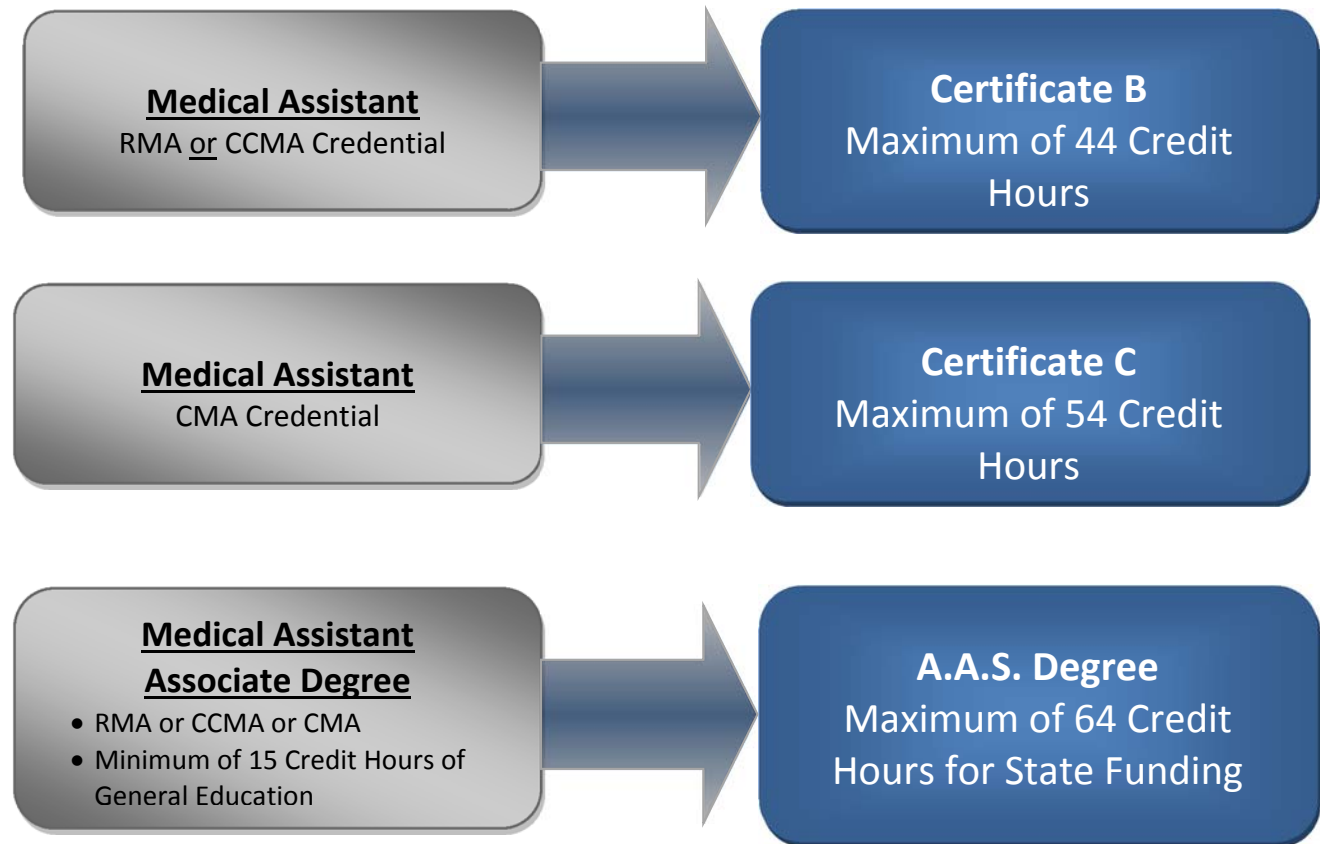 Medical Assistant
RMA or CCMA Credential
Certificate B
Maximum of 44 Credit
Hours
Medical Assistant
CMA Credential
Certificate C
Maximum of 54 Credit
Hours
Medical Assistant
Associate Degree
• RMA or CCMA or CMA
• Minimum of 15 Credit Hours of
General Education
A.A.S. Degree
Maximum of 64 Credit
Hours for State Funding